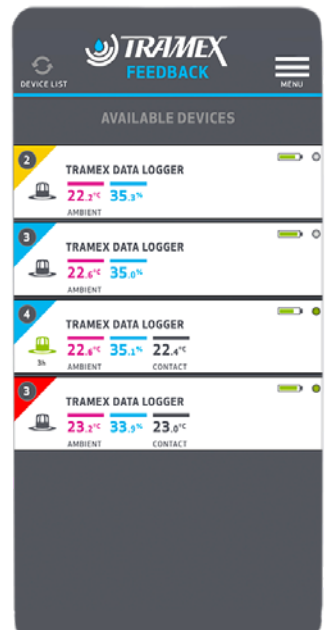 TRAMEX
FEEDBACK
DEVICE LIST
MENU
AVAILABLE DEVICES
2
TRAMEX DATA LOGGER
22.2°C 35.3%
AMBIENT
3
TRAMEX DATA LOGGER
22.6°C 35.0%
AMBIENT
4
TRAMEX DATA LOGGER
3h
22.6°C 35.1% 22.4°C
AMBIENT CONTACT
3
TRAMEX DATA LOGGER
23.2°C 33.9% 23.0°C
AMBIENT CONTACT